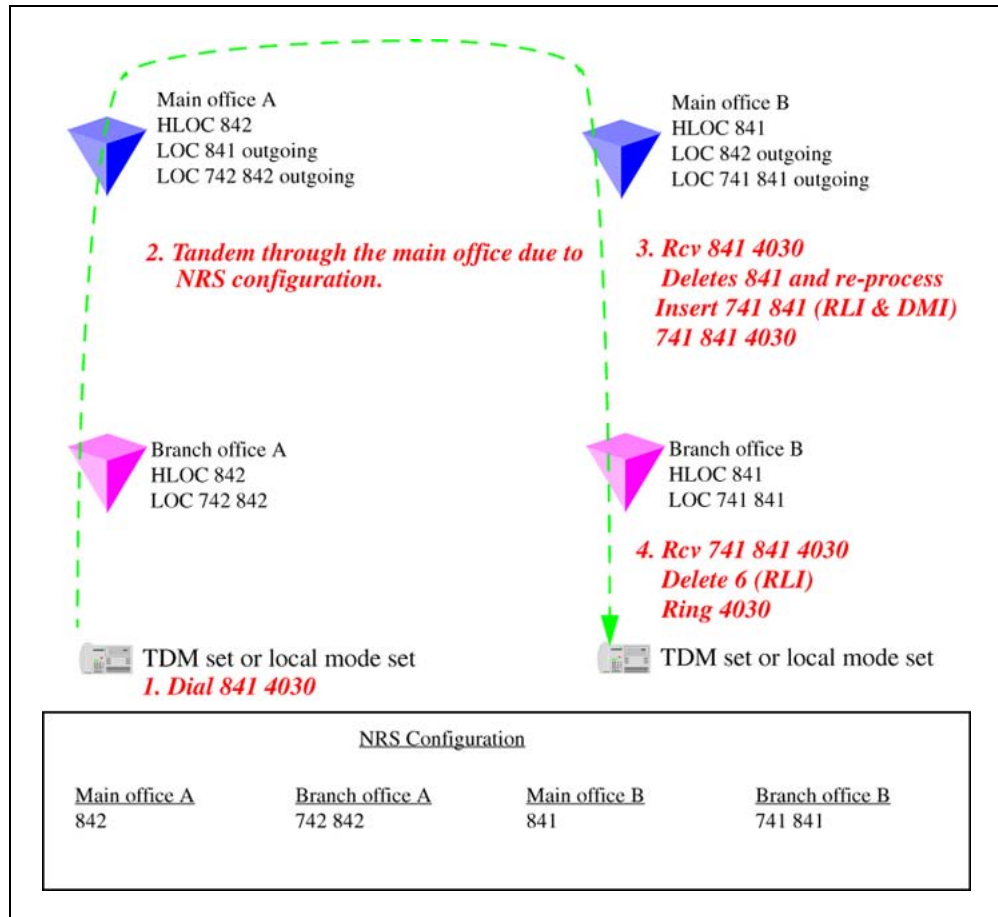 Main office A
HLOC 842
LOC 841 outgoing
LOC 742 842 outgoing
Main office B
HLOC 841
LOC 842 outgoing
LOC 741 841 outgoing
2. Tandem through the main office due to
NRS configuration.
3. Rcv 841 4030
Deletes 841 and re-process
Insert 741 841 (RLI & DMI)
741 841 4030
Branch office A
HLOC 842
LOC 742 842
Branch office B
HLOC 841
LOC 741 841
4. Rcv 741 841 4030
Delete 6 (RLI)
Ring 4030
TDM set or local mode set
1. Dial 841 4030
TDM set or local mode set
NRS Configuration
Main office A Branch office A Main office B Branch office B
842 742 842 841 741 841